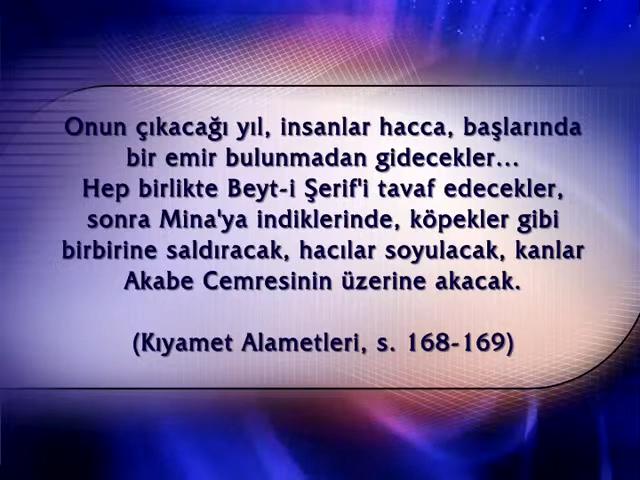 Onun çıkacağı yıl, insanlar hacca, başlarında
bir emir bulunmadan gidecekler...
Hep birlikte Beyt-i Şerif'i tavaf edecekler,
sonra Mina'ya indiklerinde, köpekler gibi
birbirine saldıracak, hacılar soyulacak, kanlar
Akabe Cemresinin üzerine akacak.
(Kıyamet Alametleri, s. 168-169)